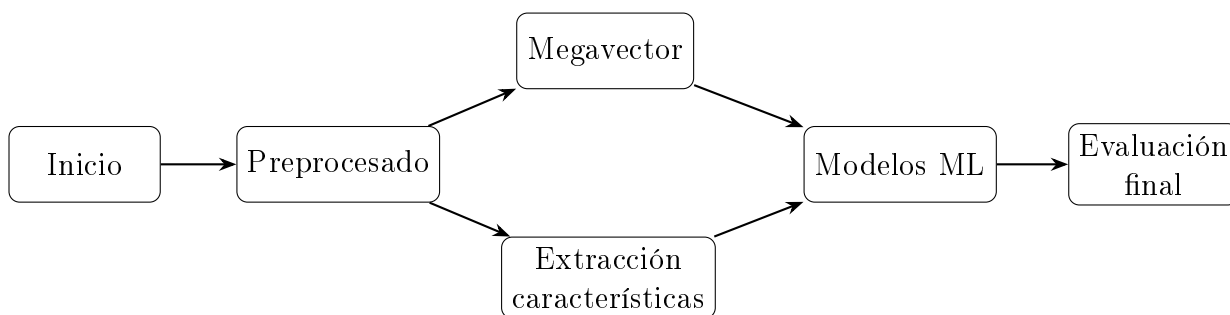 Inicio
Preprocesado
Megavector
Extracción
características
Modelos ML
Evaluación
final